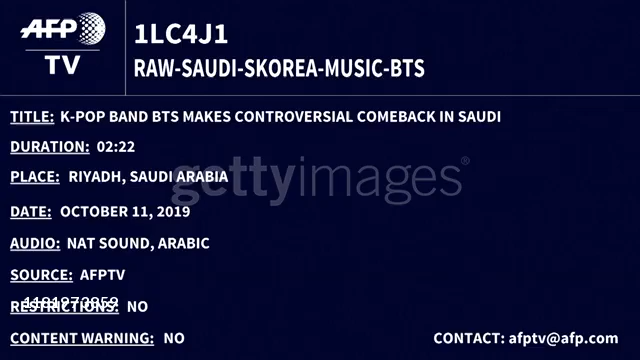 AFP
TV
1LC4J1
RAW-SAUDI-SKOREA-MUSIC-BTS
TITLE: K-POP BAND BTS MAKES CONTROVERSIAL COMEBACK IN SAUDI
DURATION: 02:22
PLACE: RIYADH, SAUDI ARABIA
gettyimages®
DATE: OCTOBER 11, 2019
AUDIO: NAT SOUND, ARABIC
SOURCE: AFPTV
1181273852
RESTRICTIONS: NO
CONTENT WARNING: NO
CONTACT: afptv@afp.com